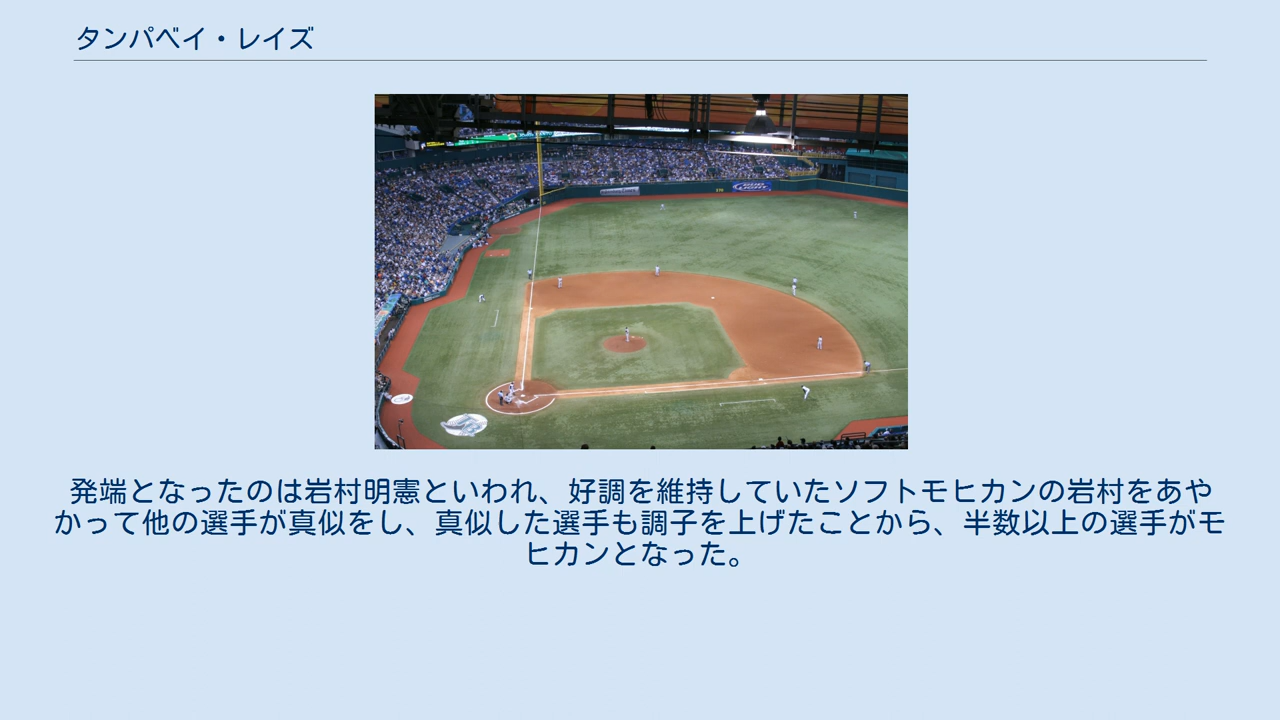 タンパベイ・レイズ
発端となったのは岩村明憲といわれ、好調を維持していたソフトモヒカンの岩村をあや
かって他の選手が真似をし、真似した選手も調子を上げたことから、半数以上の選手がモ
ヒカンとなった。